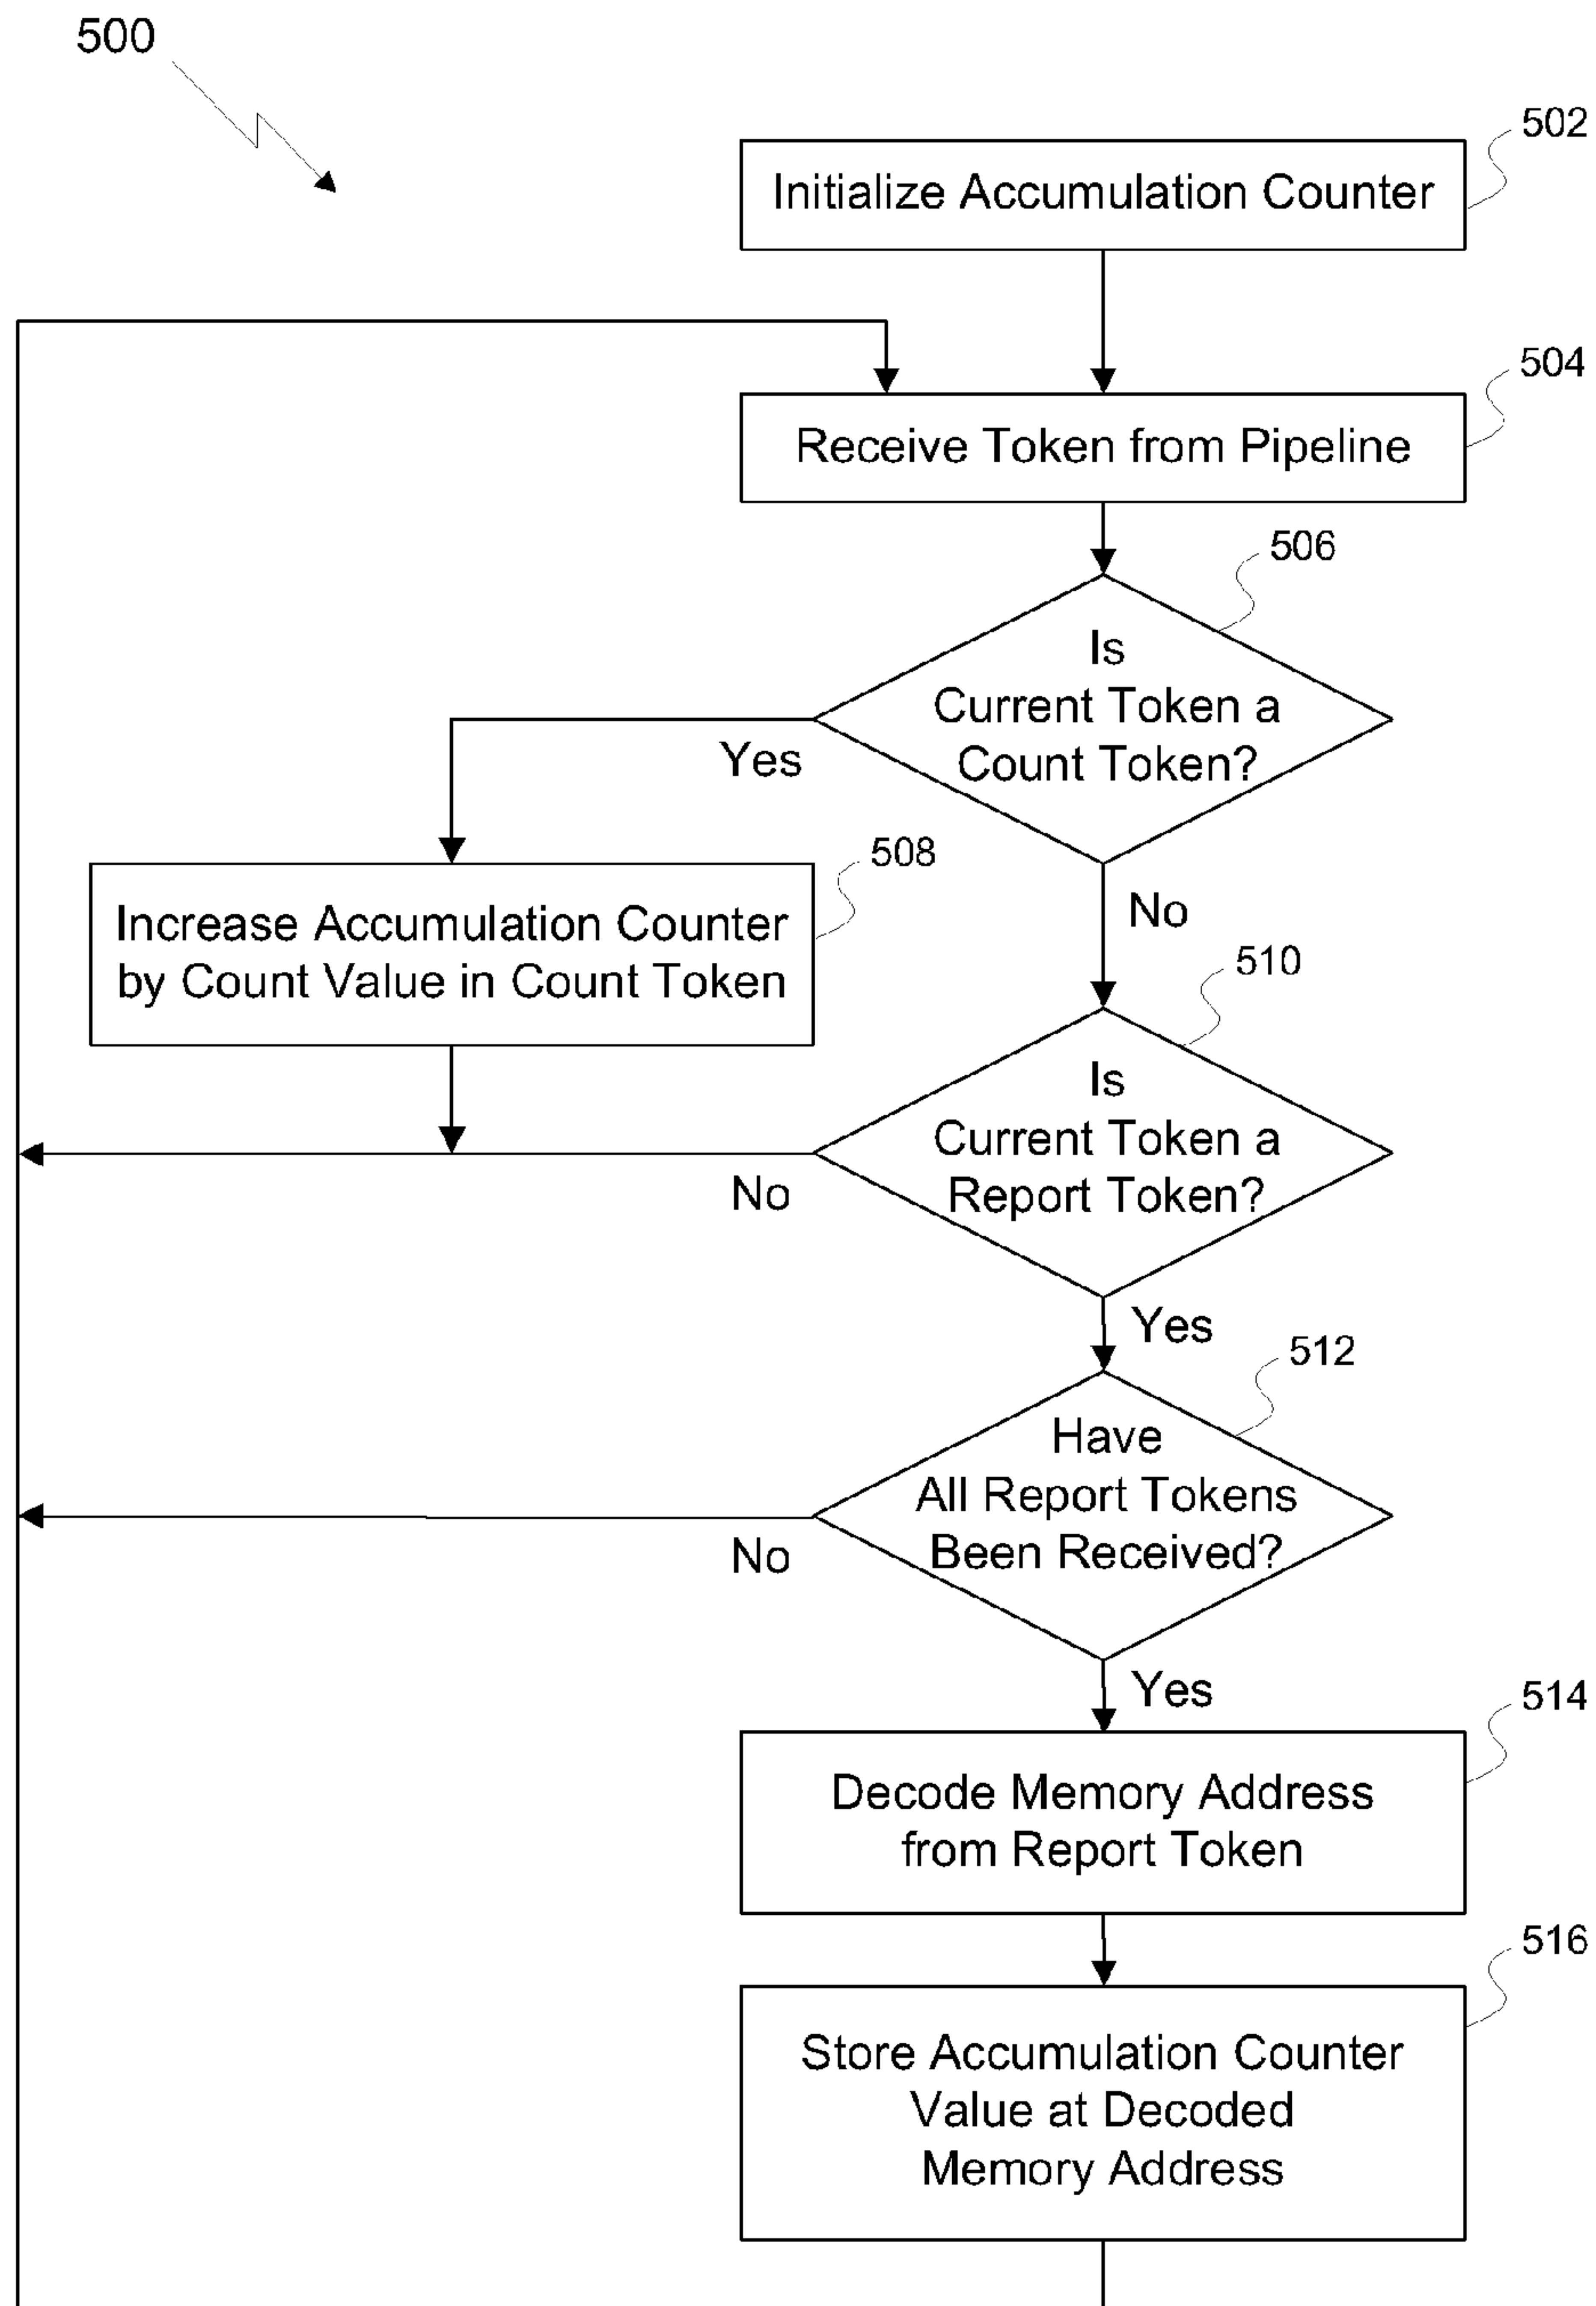 500
502
Initialize Accumulation Counter
504
Receive Token from Pipeline
506
Is
Current Token a
Count Token?
Yes
508
Increase Accumulation Counter
by Count Value in Count Token
No
510
Is
Current Token a
Report Token?
No
Yes
512
Have
All Report Tokens
Been Received?
No
Yes
514
Decode Memory Address
from Report Token
516
Store Accumulation Counter
Value at Decoded
Memory Address